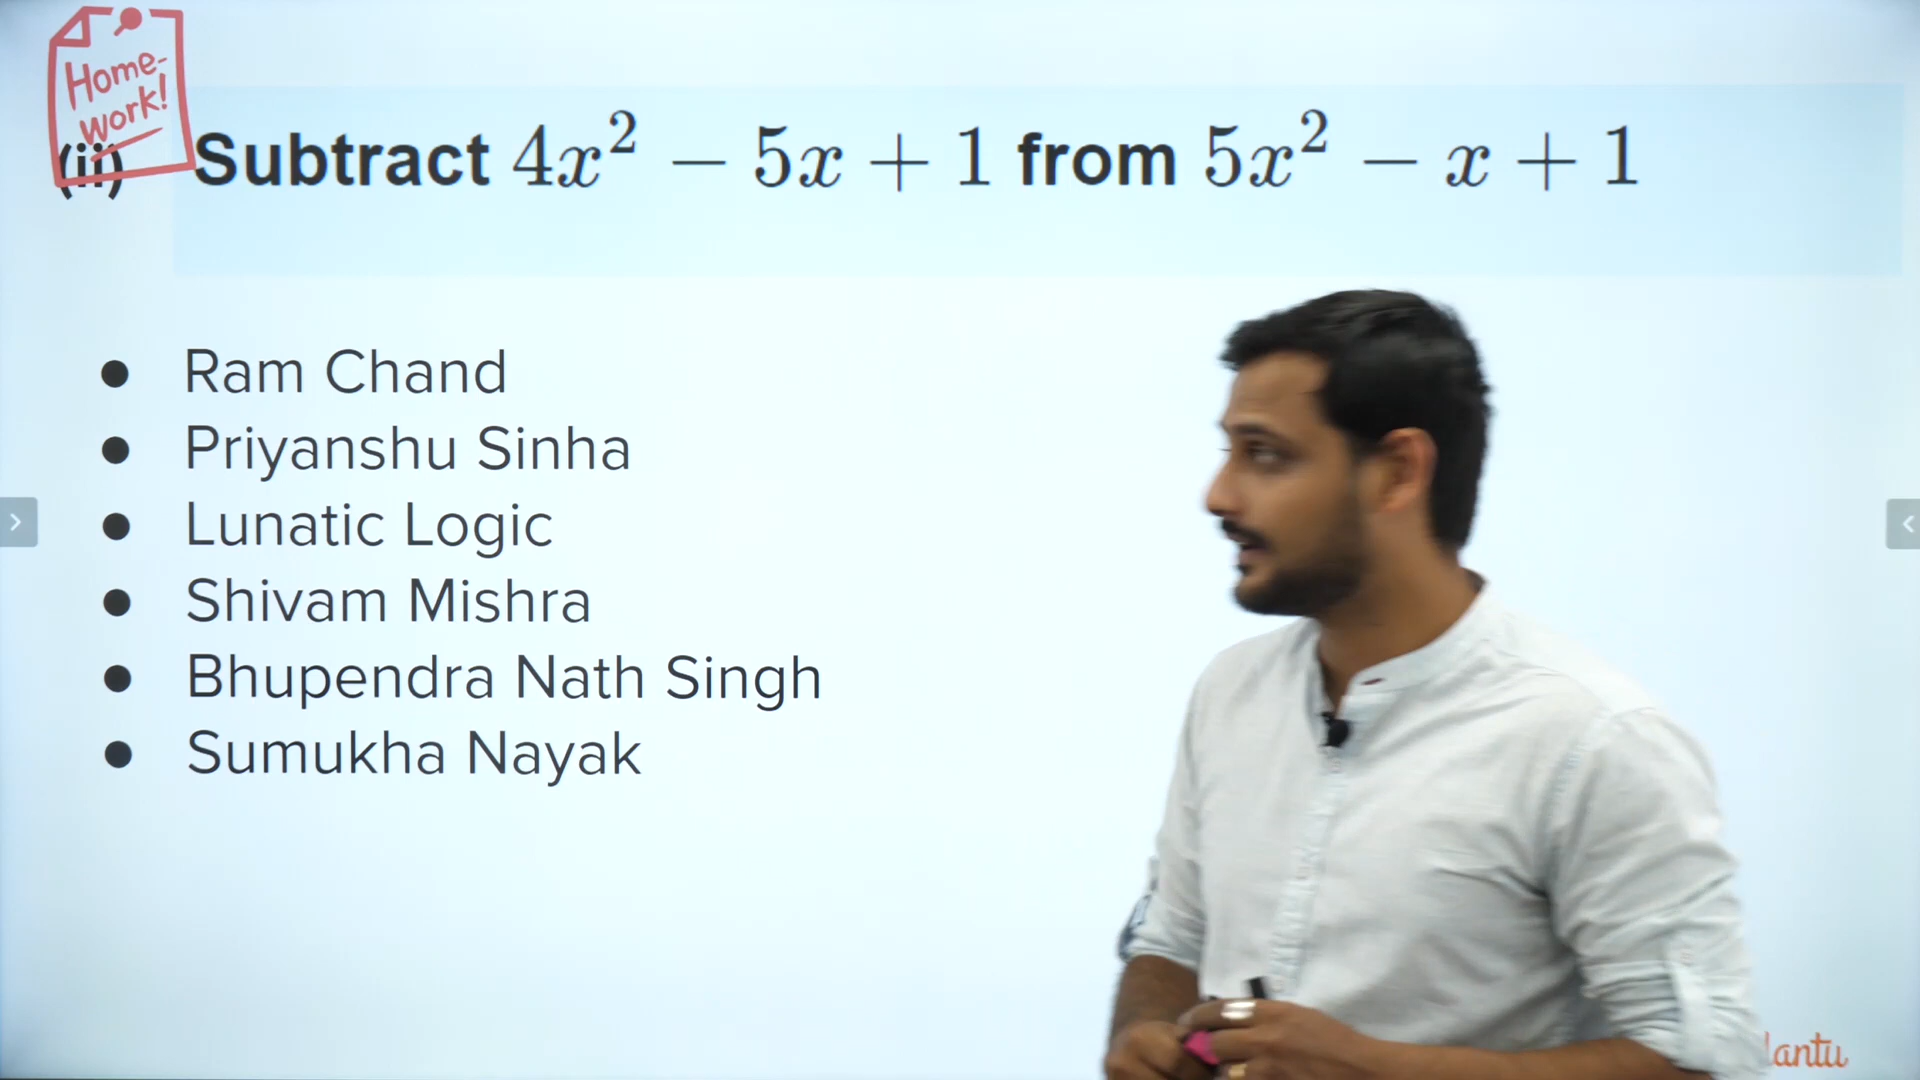 Home-
work!
(ii) Subtract 4x² − 5x + 1 from 5x² − x + 1
● Ram Chand
● Priyanshu Sinha
● Lunatic Logic
● Shivam Mishra
● Bhupendra Nath Singh
● Sumukha Nayak